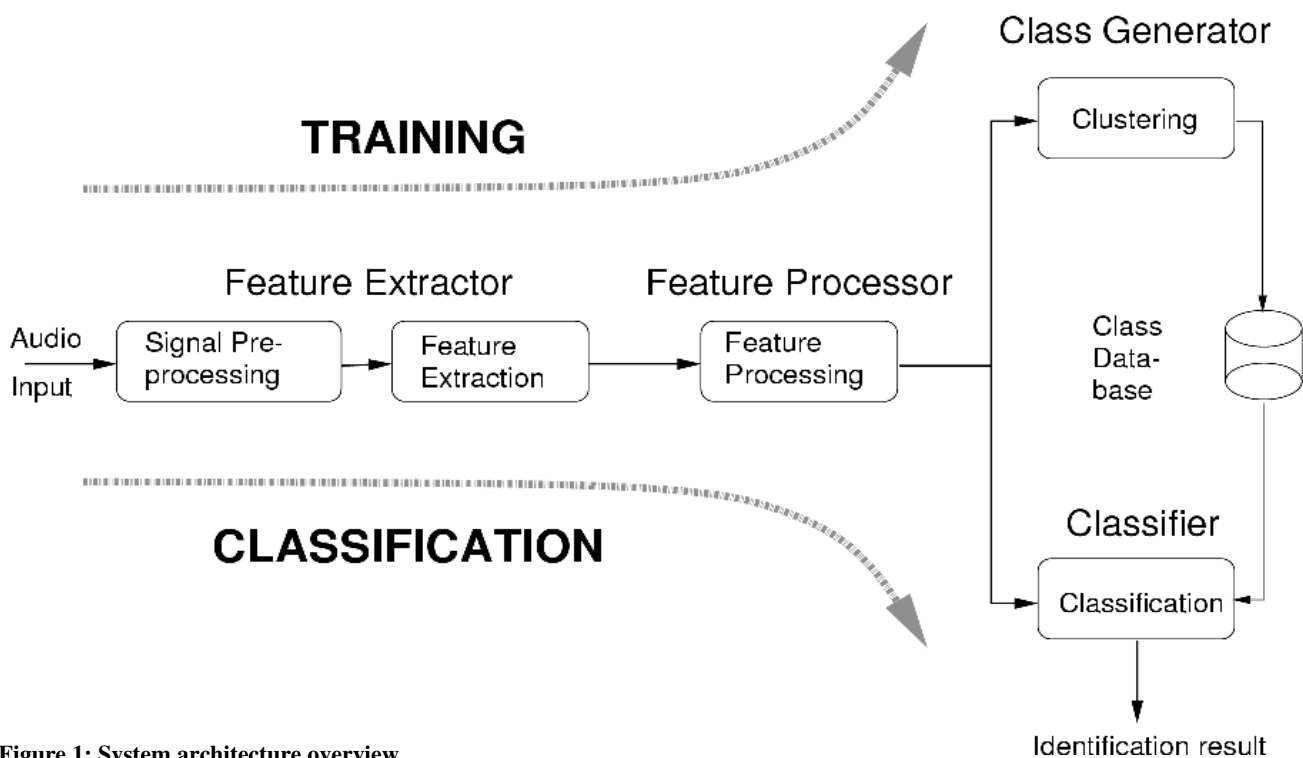 Class Generator
Clustering
TRAINING
Feature Extractor
Feature Processor
Audio
Input
Signal Pre-
processing
Feature
Extraction
Feature
Processing
Class
Data-
base
CLASSIFICATION
Classifier
Classification
Identification result
Figure 1: System architecture overview